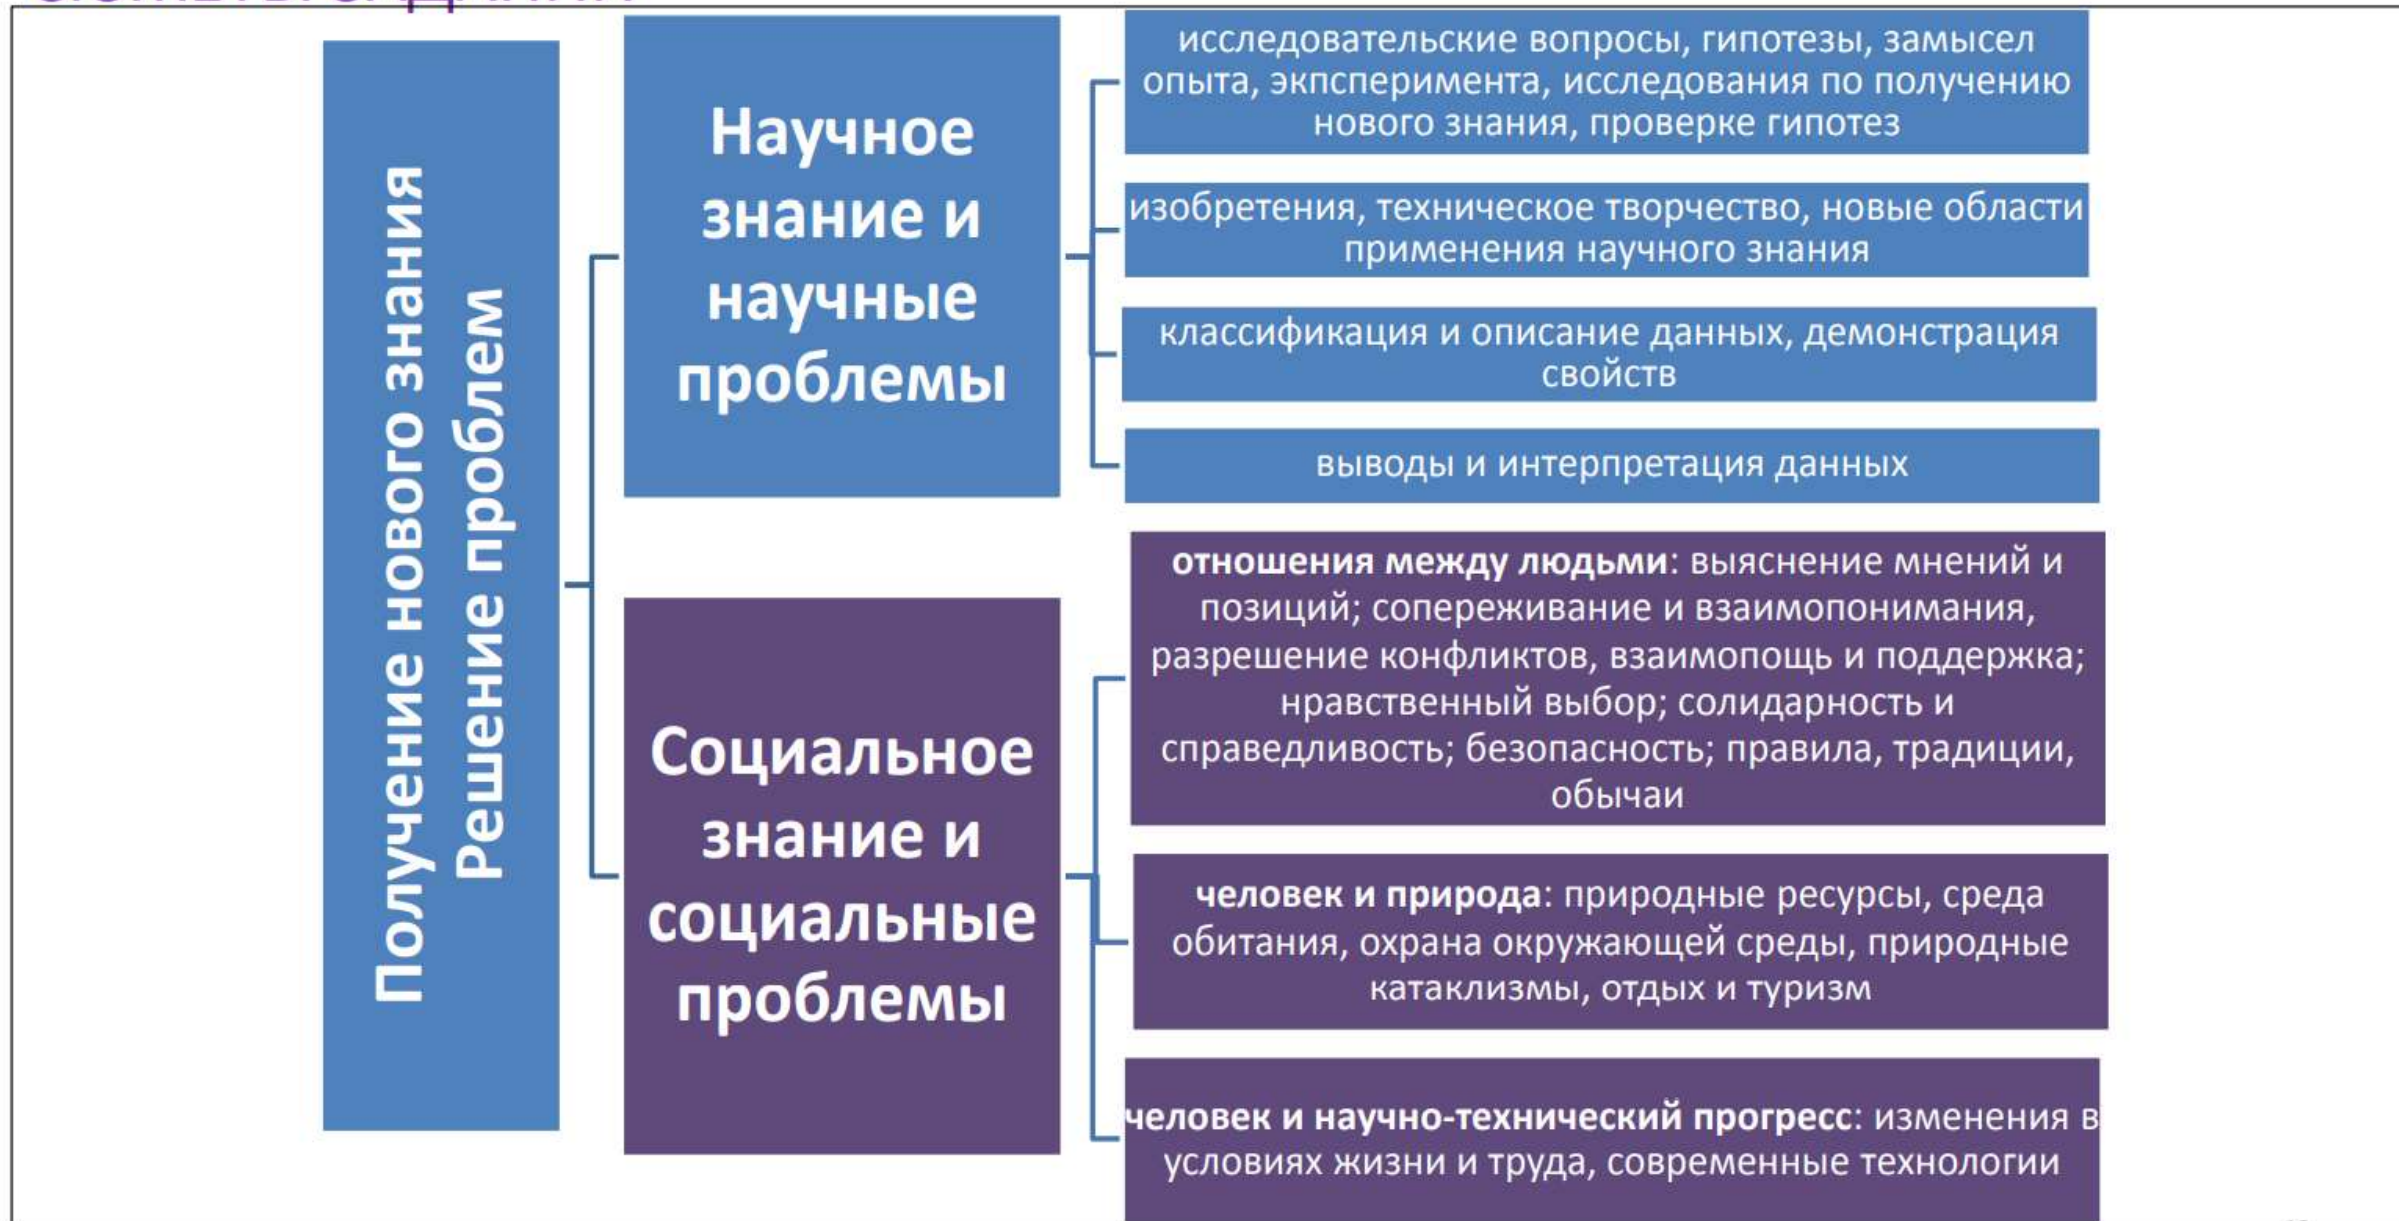 Получение нового знания
Решение проблем
Научное
знание и
научные
проблемы
исследовательские вопросы, гипотезы, замысел
опыта, экпсперимента, исследования по получению
нового знания, проверке гипотез
изобретения, техническое творчество, новые области
применения научного знания
классификация и описание данных, демонстрация
свойств
выводы и интерпретация данных
Социальное
знание и
социальные
проблемы
отношения между людьми: выяснение мнений и
позиций; сопереживание и взаимопонимания,
разрешение конфликтов, взаимопощь и поддержка;
нравственный выбор; солидарность и
справедливость; безопасность; правила, традиции,
обычаи
человек и природа: природные ресурсы, среда
обитания, охрана окружающей среды, природные
катаклизмы, отдых и туризм
человек и научно-технический прогресс: изменения в
условиях жизни и труда, современные технологии